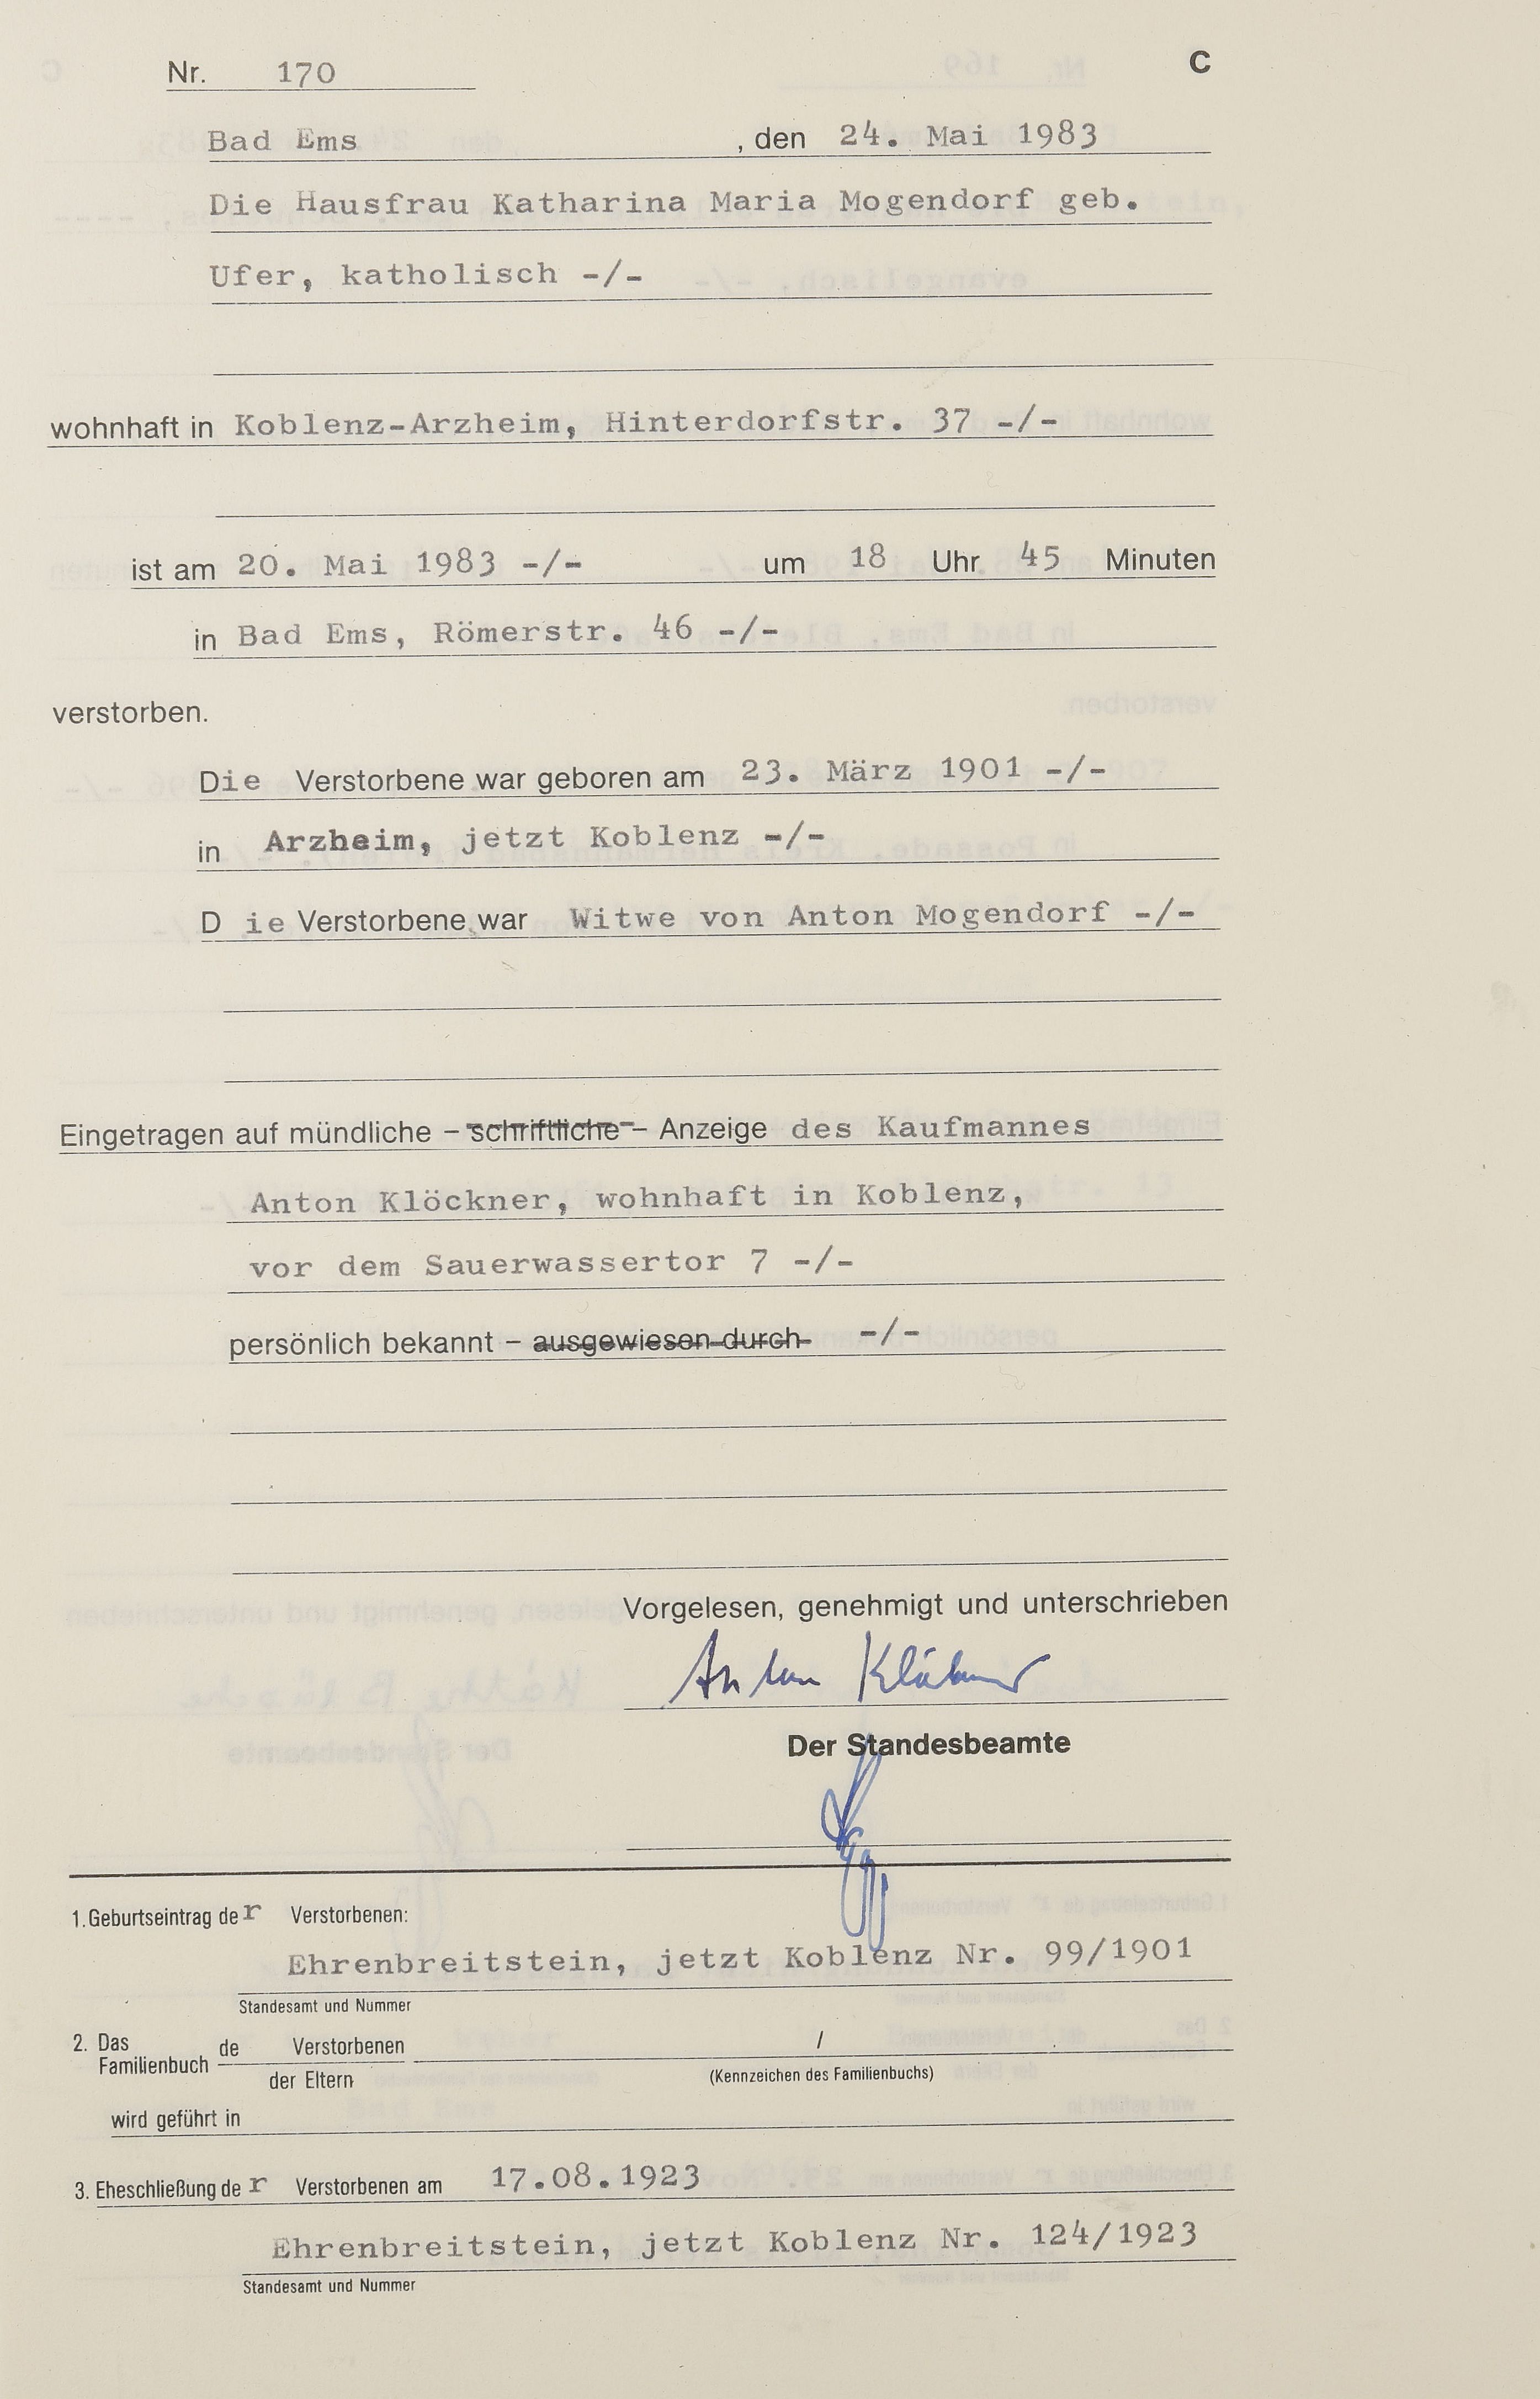 Nr. 170 C
Bad Ems , den 24. Mai 1983
Die Hausfrau Katharina Maria Mogendorf geb.
Ufer, katholisch -/-
wohnhaft in Koblenz-Arzheim, Hinterdorfstr. 37 -/-
ist am 20. Mai 1983 -/- um 18 Uhr 45 Minuten
in Bad Ems, Römerstr. 46 -/-
verstorben.
Die Verstorbene war geboren am 23. März 1901 -/-
in Arzheim, jetzt Koblenz -/-
D ie Verstorbene war Witwe von Anton Mogendorf -/-
Eingetragen auf mündliche – schriftliche – Anzeige des Kaufmannes
Anton Klöckner, wohnhaft in Koblenz,
vor dem Sauerwassertor 7 -/-
persönlich bekannt – ausgewiesen durch -/-
Vorgelesen, genehmigt und unterschrieben
Anton Klöckner
Der Standesbeamte
1. Geburtseintrag de r Verstorbenen:
Ehrenbreitstein, jetzt Koblenz Nr. 99/1901
Standesamt und Nummer
2. Das Familienbuch de Verstorbenen /
der Eltern (Kennzeichen des Familienbuchs)
wird geführt in
3. Eheschließung de r Verstorbenen am 17.08.1923
Ehrenbreitstein, jetzt Koblenz Nr. 124/1923
Standesamt und Nummer